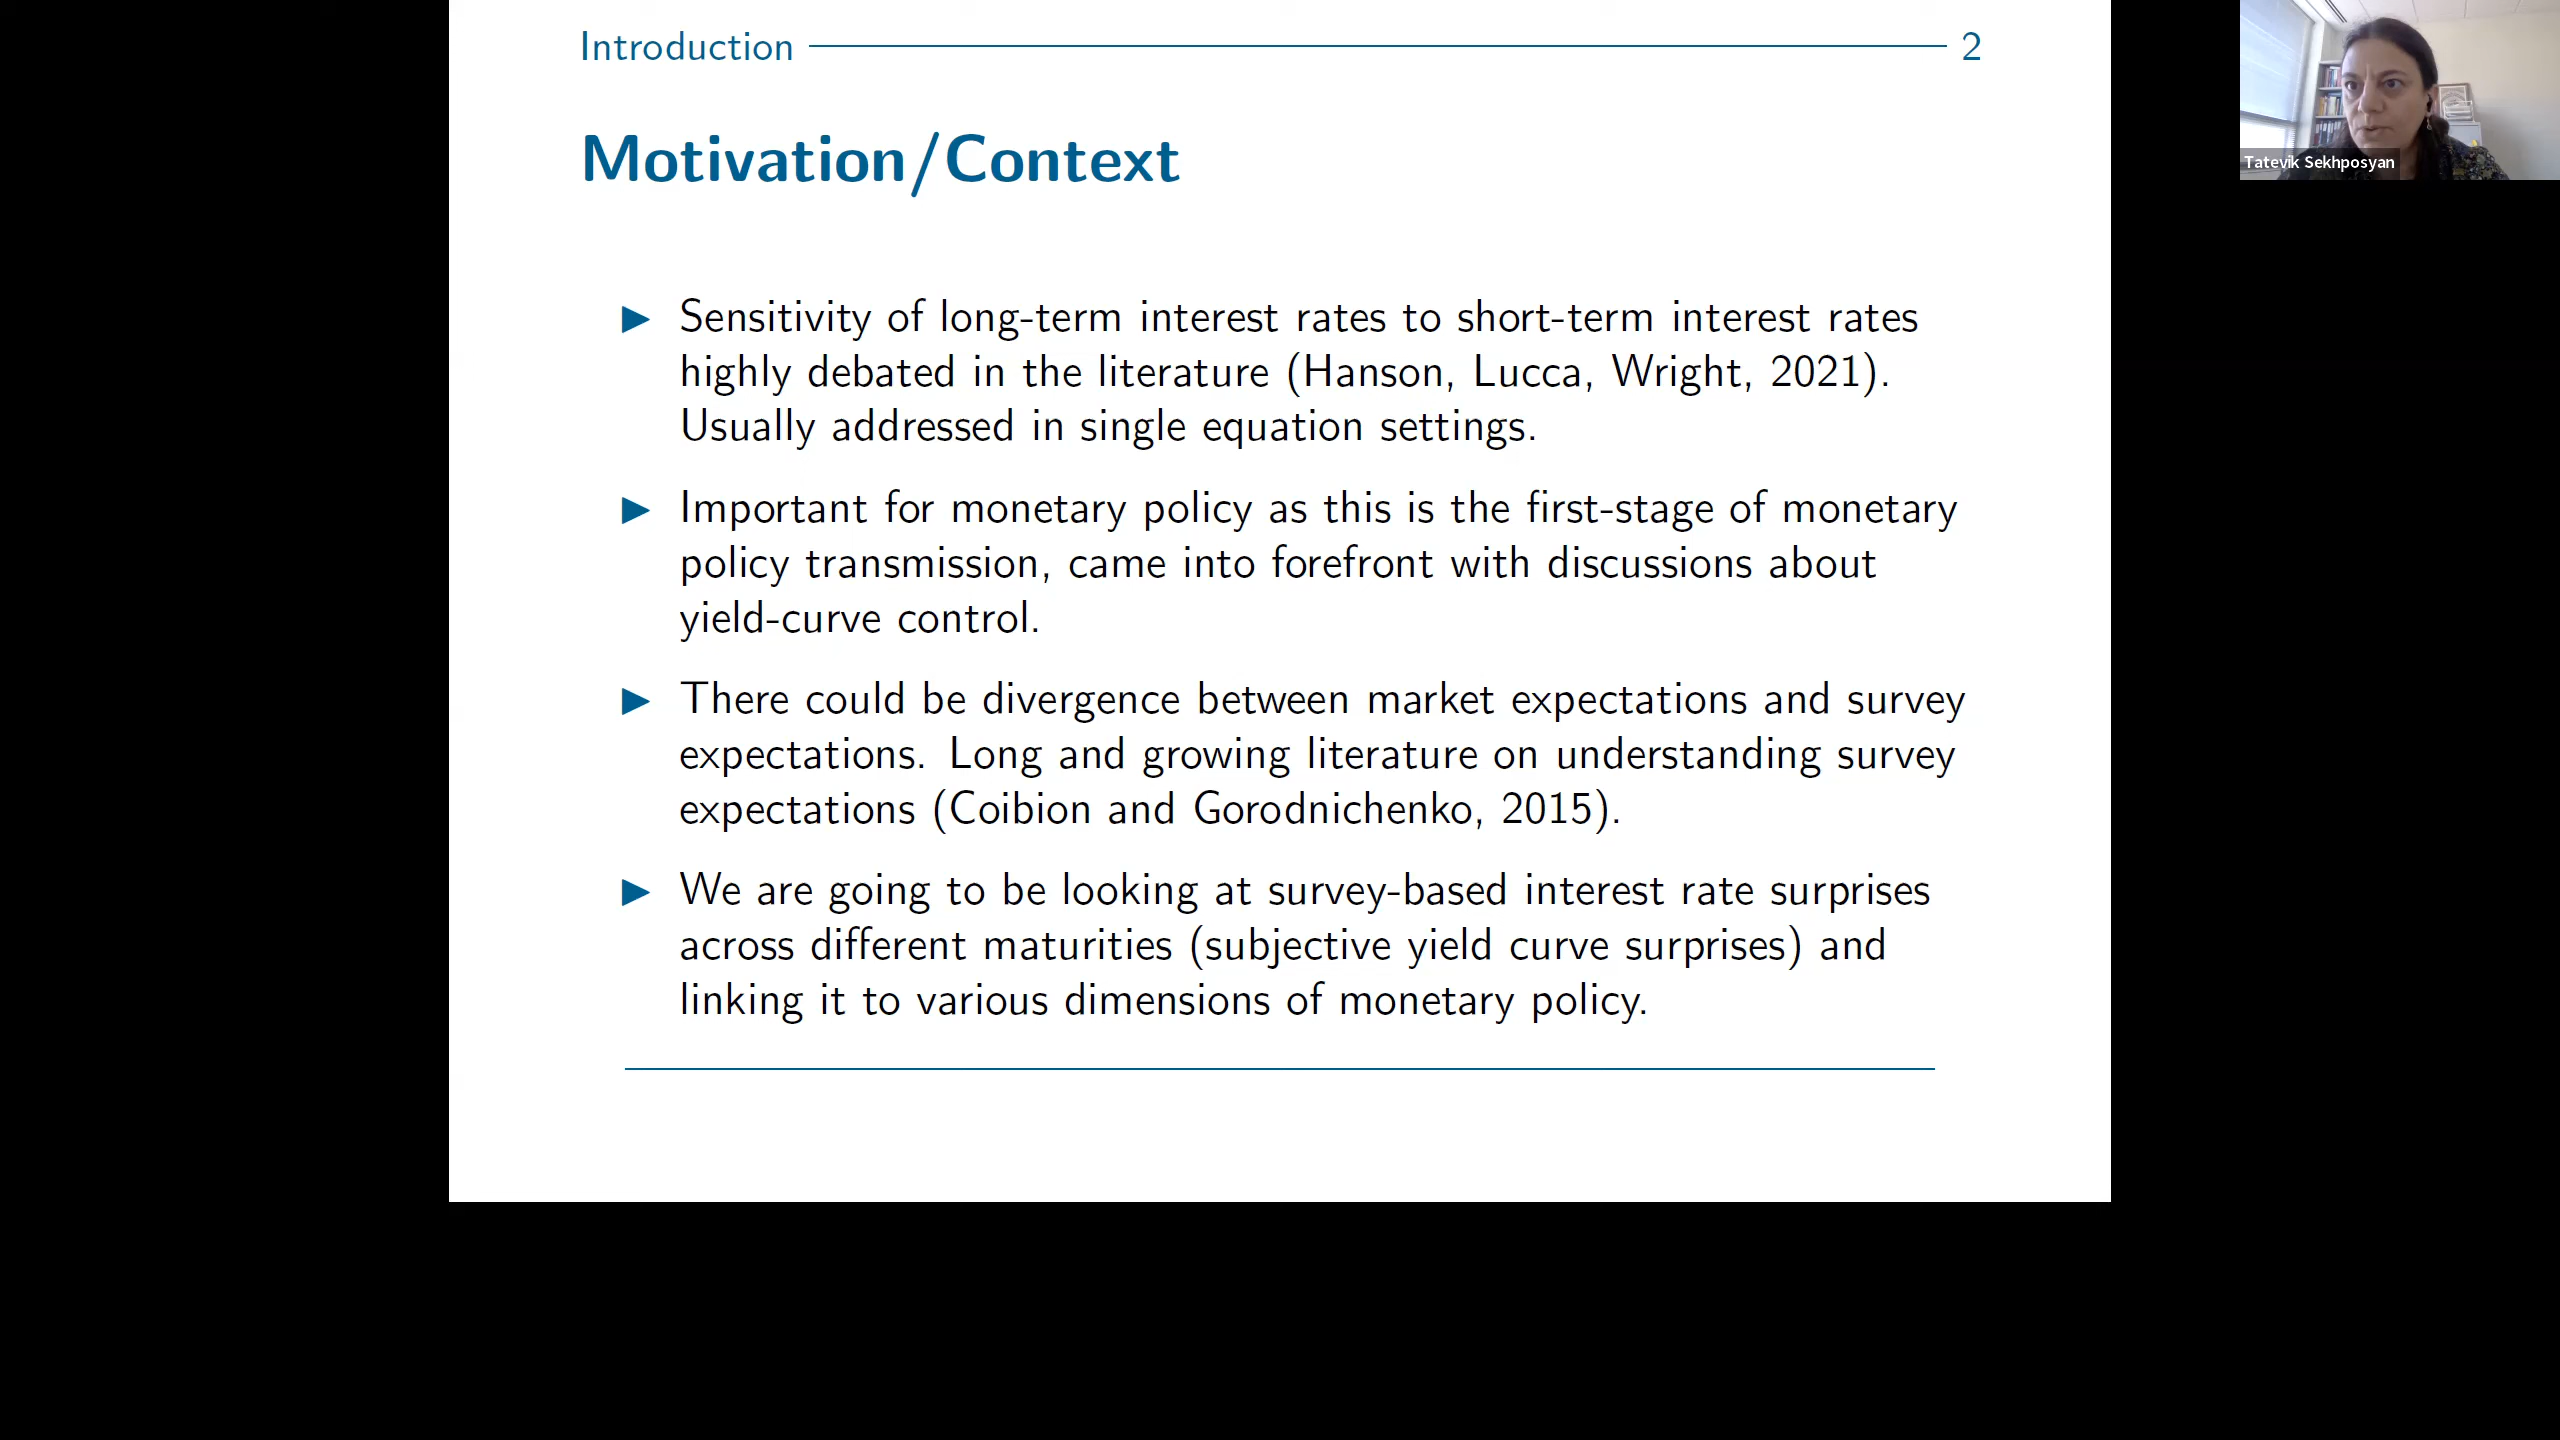 Introduction 2
Motivation/Context
Tatevik Sekhposyan
▶ Sensitivity of long-term interest rates to short-term interest rates
highly debated in the literature (Hanson, Lucca, Wright, 2021).
Usually addressed in single equation settings.
▶ Important for monetary policy as this is the first-stage of monetary
policy transmission, came into forefront with discussions about
yield-curve control.
▶ There could be divergence between market expectations and survey
expectations. Long and growing literature on understanding survey
expectations (Coibion and Gorodnichenko, 2015).
▶ We are going to be looking at survey-based interest rate surprises
across different maturities (subjective yield curve surprises) and
linking it to various dimensions of monetary policy.